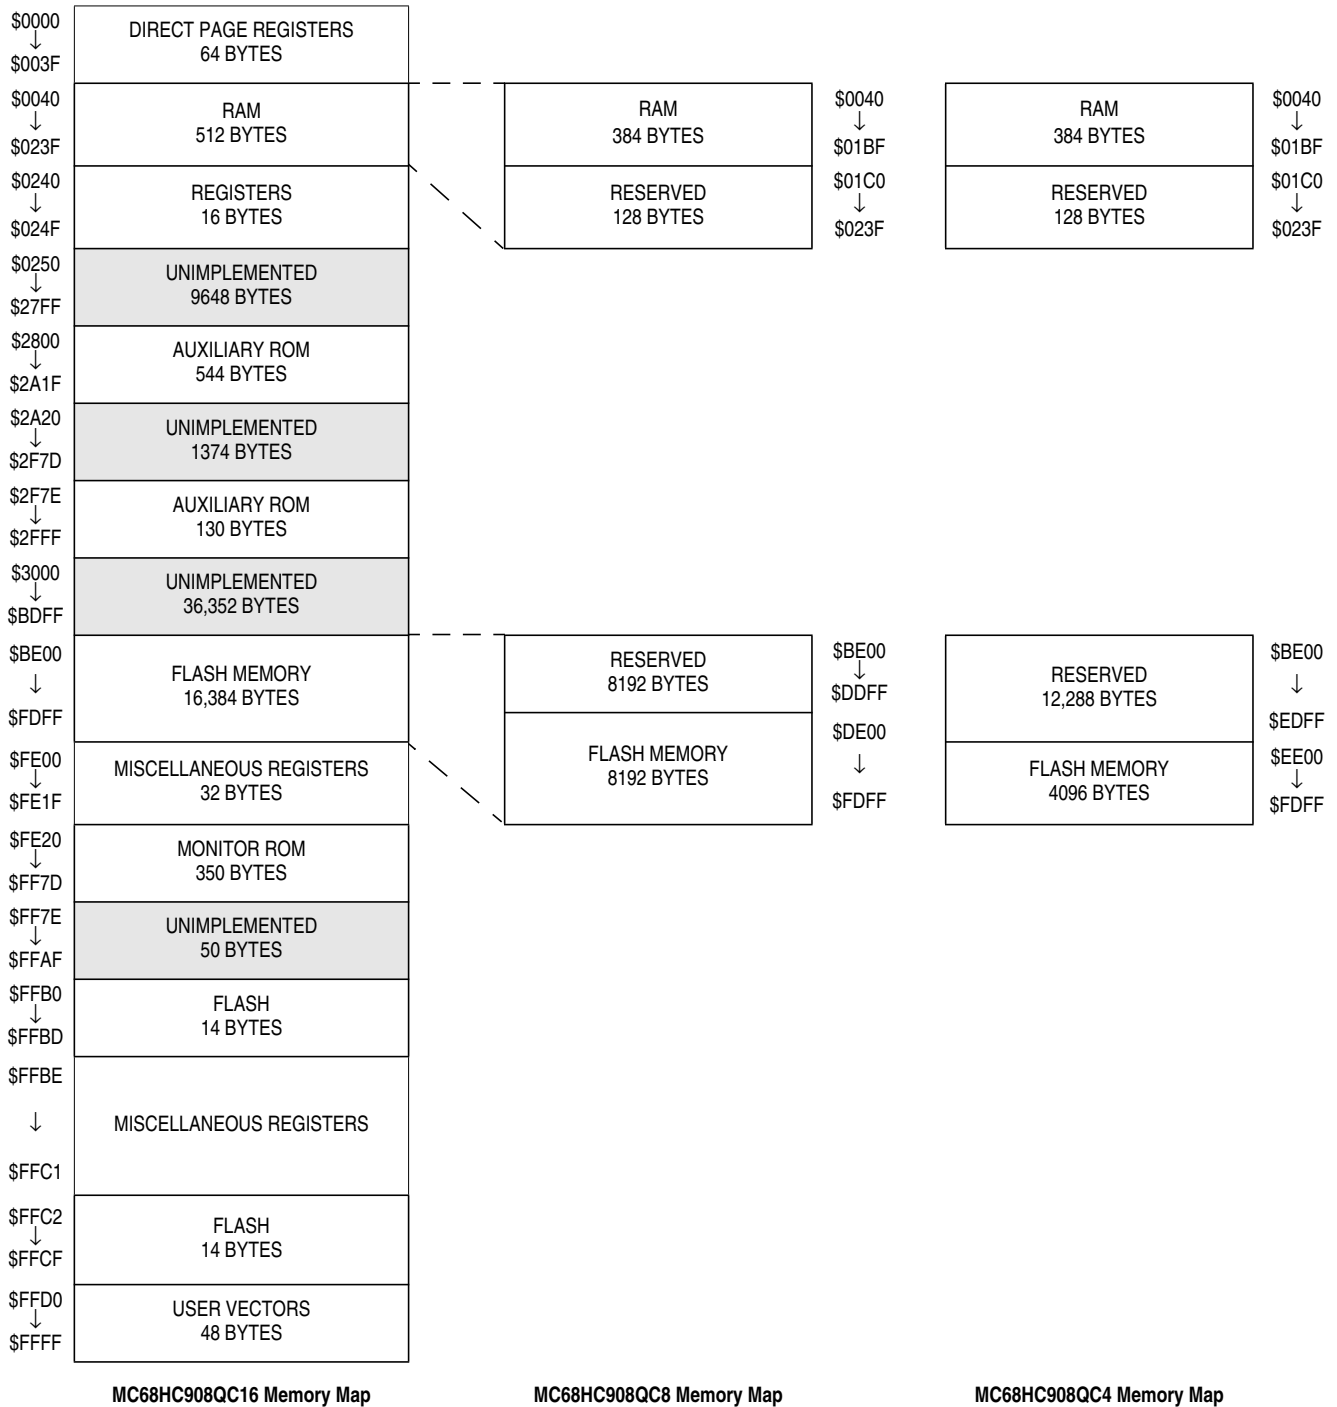 $0000
↓
$003F
DIRECT PAGE REGISTERS
64 BYTES
$0040
↓
$023F
RAM
512 BYTES
$0240
↓
$024F
REGISTERS
16 BYTES
$0250
↓
$27FF
UNIMPLEMENTED
9648 BYTES
$2800
↓
$2A1F
AUXILIARY ROM
544 BYTES
$2A20
↓
$2F7D
UNIMPLEMENTED
1374 BYTES
$2F7E
↓
$2FFF
AUXILIARY ROM
130 BYTES
$3000
↓
$BDFF
UNIMPLEMENTED
36,352 BYTES
$BE00
↓
$FDFF
FLASH MEMORY
16,384 BYTES
$FE00
↓
$FE1F
MISCELLANEOUS REGISTERS
32 BYTES
$FE20
↓
$FF7D
MONITOR ROM
350 BYTES
$FF7E
↓
$FFAF
UNIMPLEMENTED
50 BYTES
$FFB0
↓
$FFBD
FLASH
14 BYTES
$FFBE
↓
$FFC1
MISCELLANEOUS REGISTERS
$FFC2
↓
$FFCF
FLASH
14 BYTES
$FFD0
↓
$FFFF
USER VECTORS
48 BYTES
MC68HC908QC16 Memory Map
RAM
384 BYTES
$0040
↓
$01BF
RESERVED
128 BYTES
$01C0
↓
$023F
RESERVED
8192 BYTES
$BE00
↓
$DDFF
FLASH MEMORY
8192 BYTES
$DE00
↓
$FDFF
MC68HC908QC8 Memory Map
RAM
384 BYTES
$0040
↓
$01BF
RESERVED
128 BYTES
$01C0
↓
$023F
RESERVED
12,288 BYTES
$BE00
↓
$EDFF
FLASH MEMORY
4096 BYTES
$EE00
↓
$FDFF
MC68HC908QC4 Memory Map